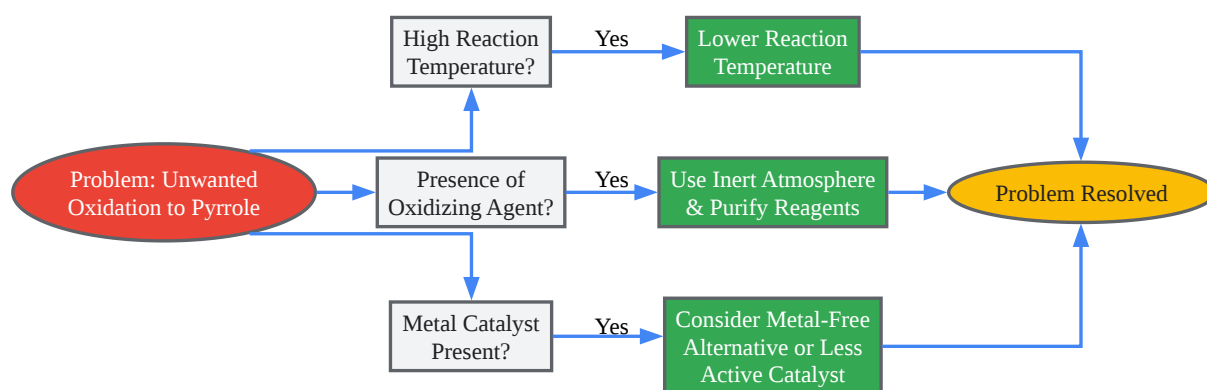 Problem: Unwanted
Oxidation to Pyrrole
High Reaction
Temperature?
Yes
Lower Reaction
Temperature
Presence of
Oxidizing Agent?
Yes
Use Inert Atmosphere
& Purify Reagents
Metal Catalyst
Present?
Yes
Consider Metal-Free
Alternative or Less
Active Catalyst
Problem Resolved